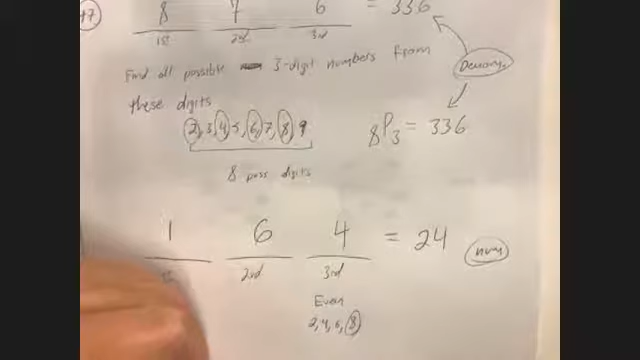 47
8 7 6 = 336
1st 2nd 3rd
Find all possible 3-digit numbers from
these digits
Denom
2, 3, 4, 5, 6, 7, 8, 9
8P3 = 336
8 poss digits
1 6 4 = 24
num
2nd 3rd
Even
2, 4, 6, 8